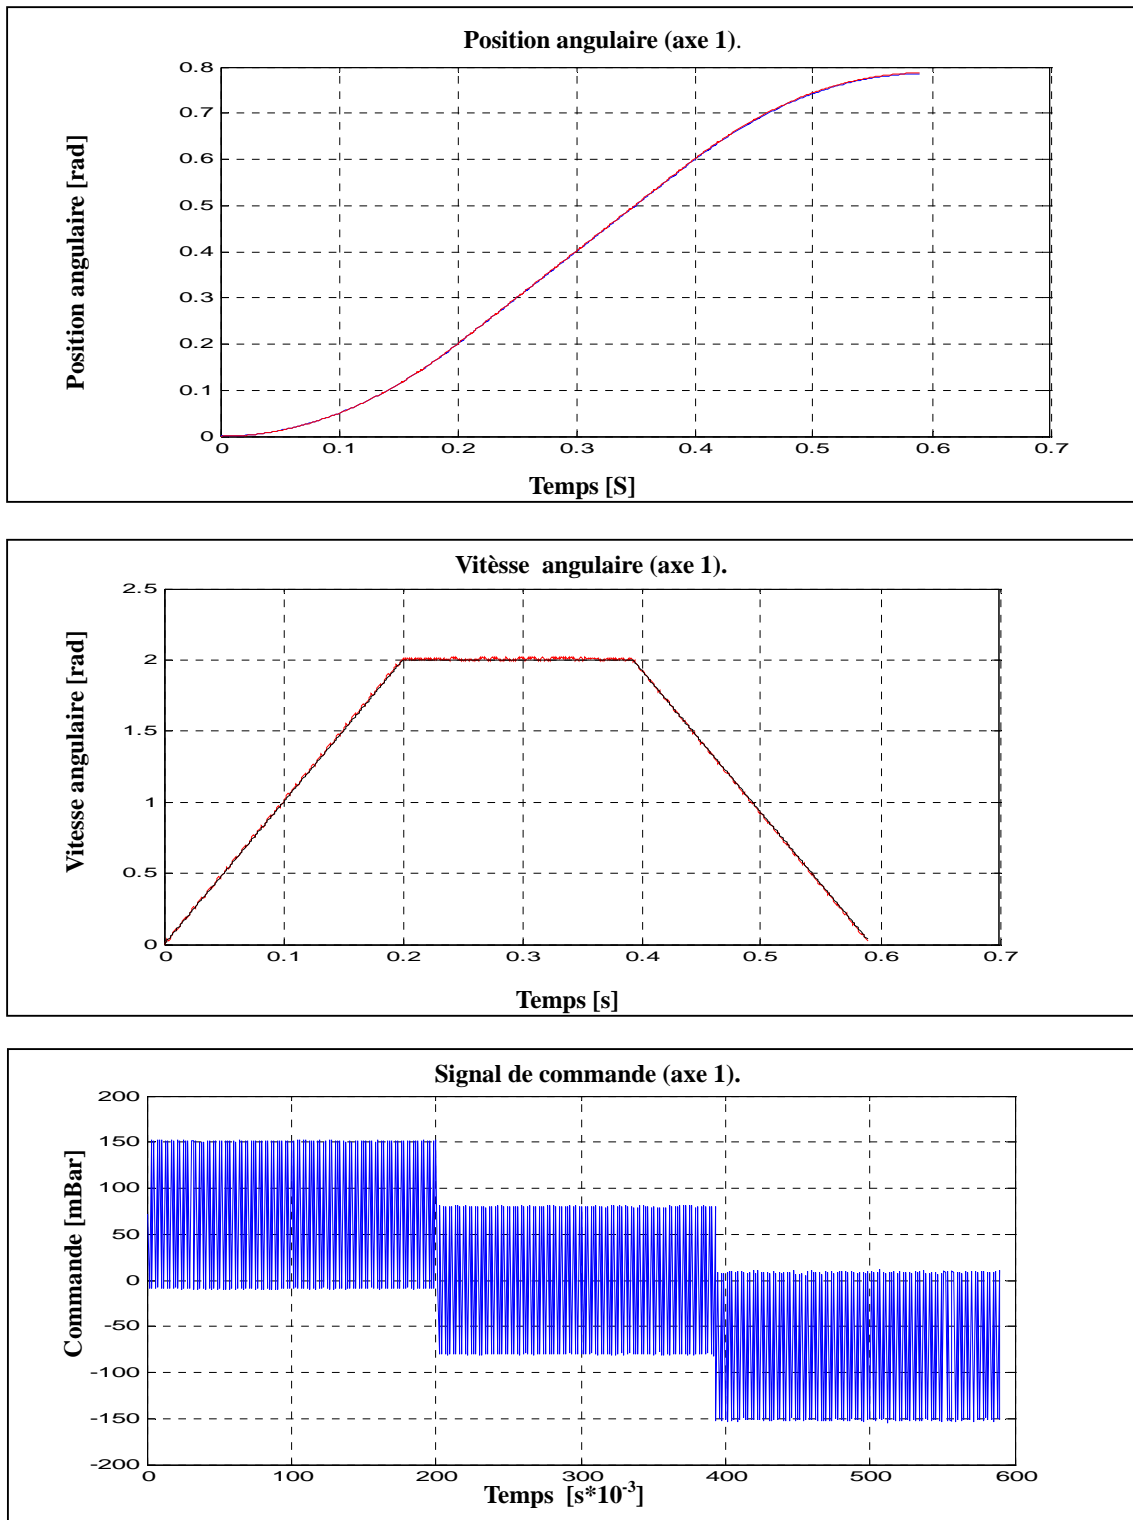 Position angulaire (axe 1).
Position angulaire [rad]
0.8
0.7
0.6
0.5
0.4
0.3
0.2
0.1
0
0 0.1 0.2 0.3 0.4 0.5 0.6 0.7
Temps [S]
Vitèsse angulaire (axe 1).
Vitesse angulaire [rad]
2.5
2
1.5
1
0.5
0
0 0.1 0.2 0.3 0.4 0.5 0.6 0.7
Temps [s]
Signal de commande (axe 1).
Commande [mBar]
200
150
100
50
0
-50
-100
-150
-200
0 100 200 300 400 500 600
Temps [s*10⁻³]